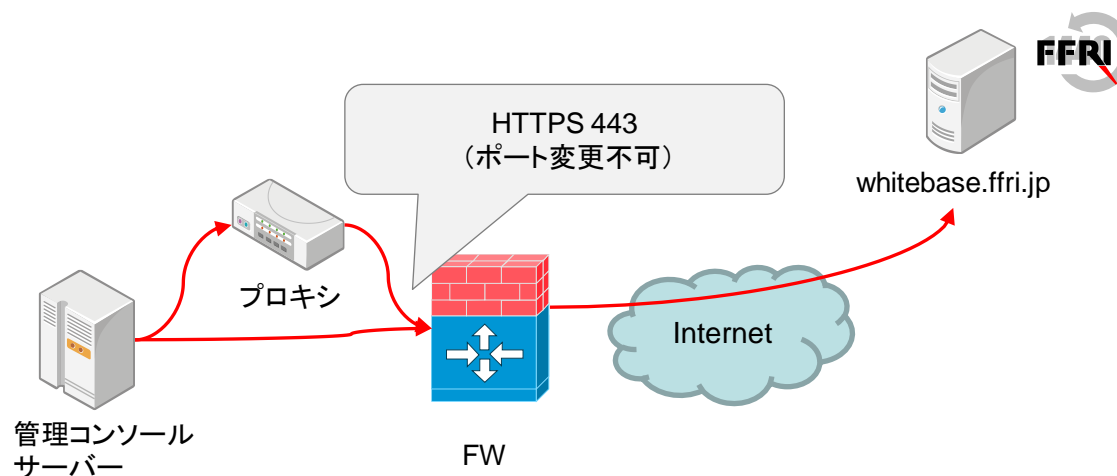 FFRI
HTTPS 443
（ポート変更不可）
whitebase.ffri.jp
プロキシ
Internet
管理コンソール
サーバー
FW